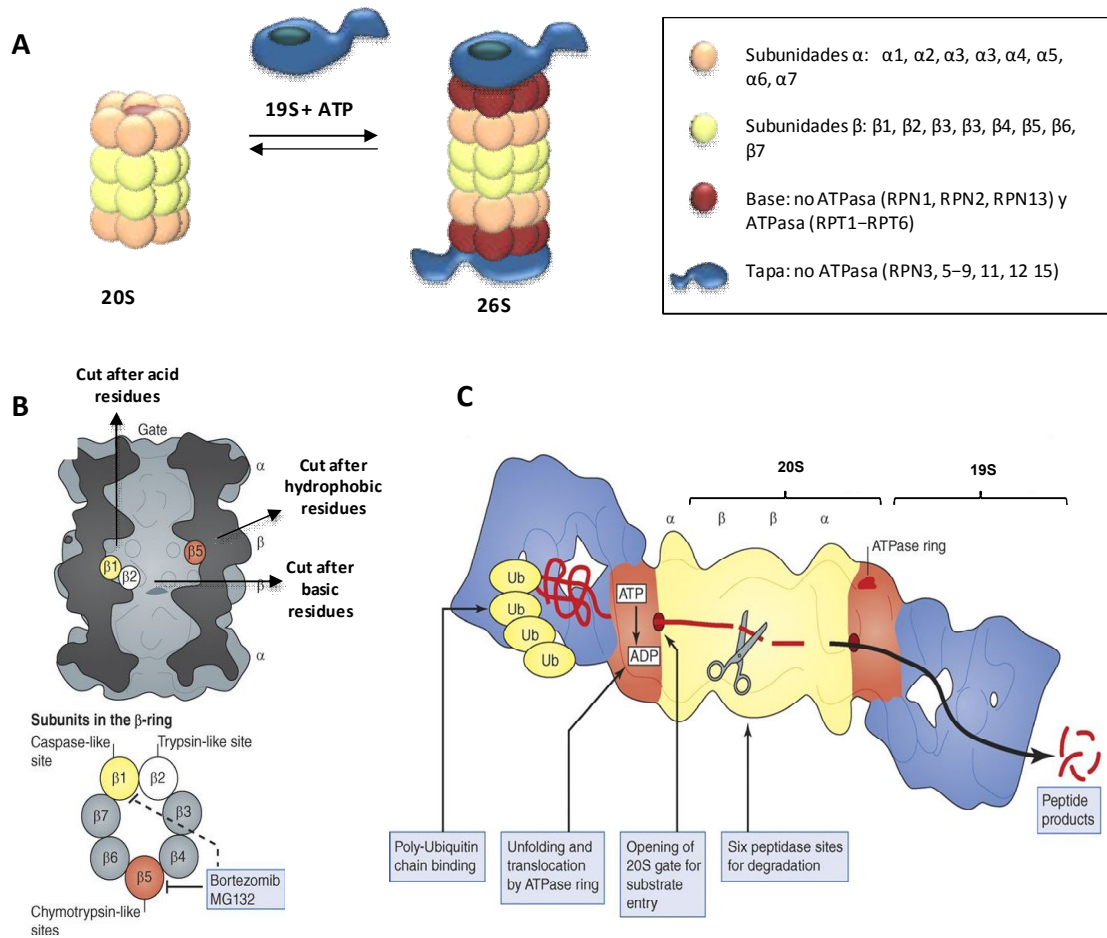 A
19S + ATP
20S
26S
Subunidades α: α1, α2, α3, α3, α4, α5,
α6, α7
Subunidades β: β1, β2, β3, β3, β4, β5, β6,
β7
Base: no ATPasa (RPN1, RPN2, RPN13) y
ATPasa (RPT1–RPT6)
Tapa: no ATPasa (RPN3, 5–9, 11, 12 15)
B
Cut after acid
residues
Gate
α
Cut after
hydrophobic
residues
β
β5
β1
β2
β
Cut after
basic
residues
α
Subunits in the β-ring
Caspase-like
site
Trypsin-like site
β1
β2
β7
β3
β6
β4
β5
Bortezomib
MG132
Chymotrypsin-like
sites
C
20S
19S
α
β
β
α
ATPase ring
Ub
Ub
Ub
Ub
ATP
ADP
Poly-Ubiquitin
chain binding
Unfolding and
translocation
by ATPase ring
Opening of
20S gate for
substrate
entry
Six peptidase sites
for degradation
Peptide
products